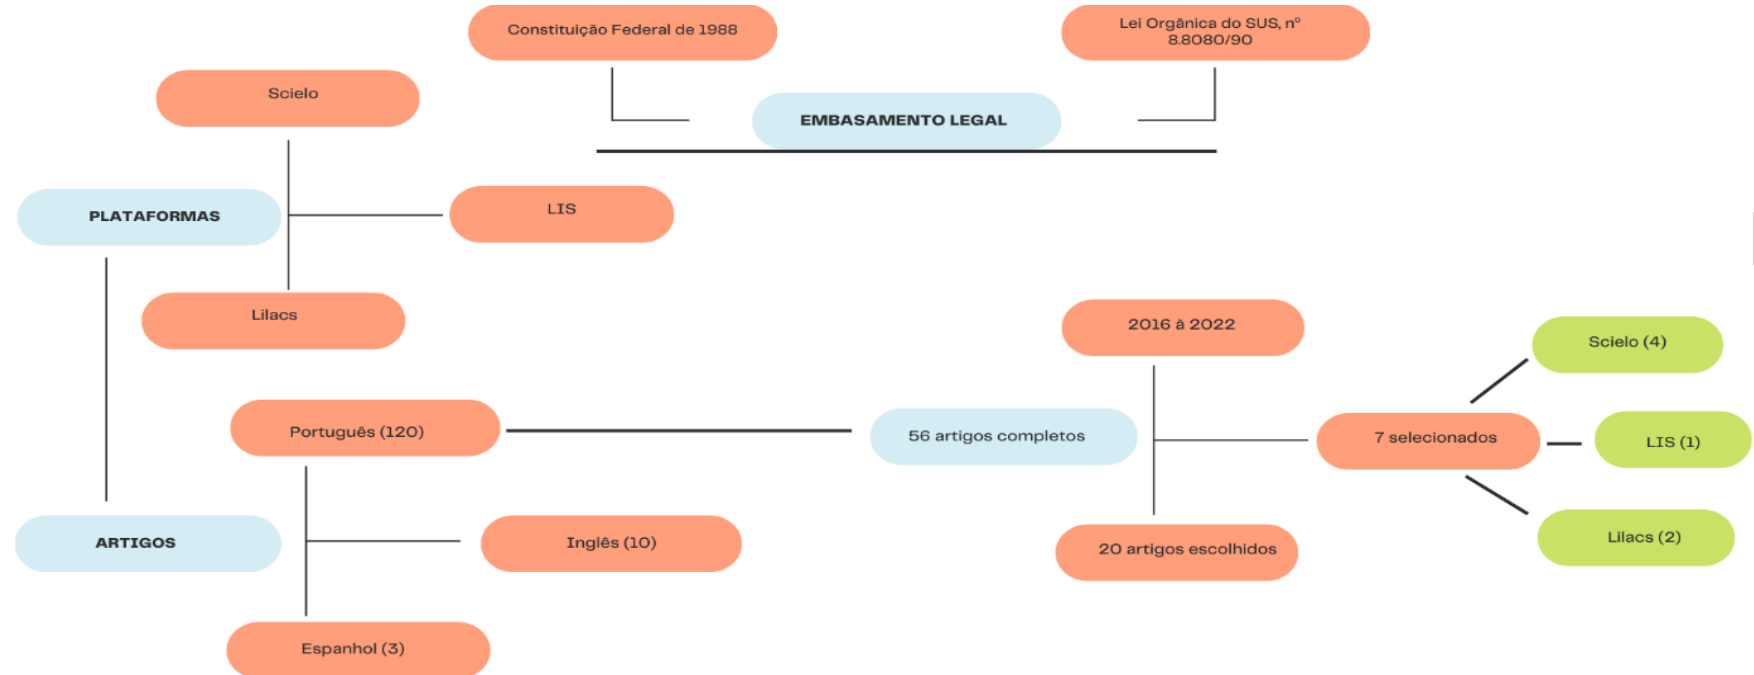 Constituição Federal de 1988
Lei Orgânica do SUS, nº
8.8080/90
EMBASAMENTO LEGAL
Scielo
PLATAFORMAS
LIS
Lilacs
2016 à 2022
Scielo (4)
Português (120)
56 artigos completos
7 selecionados
LIS (1)
ARTIGOS
Inglês (10)
20 artigos escolhidos
Lilacs (2)
Espanhol (3)